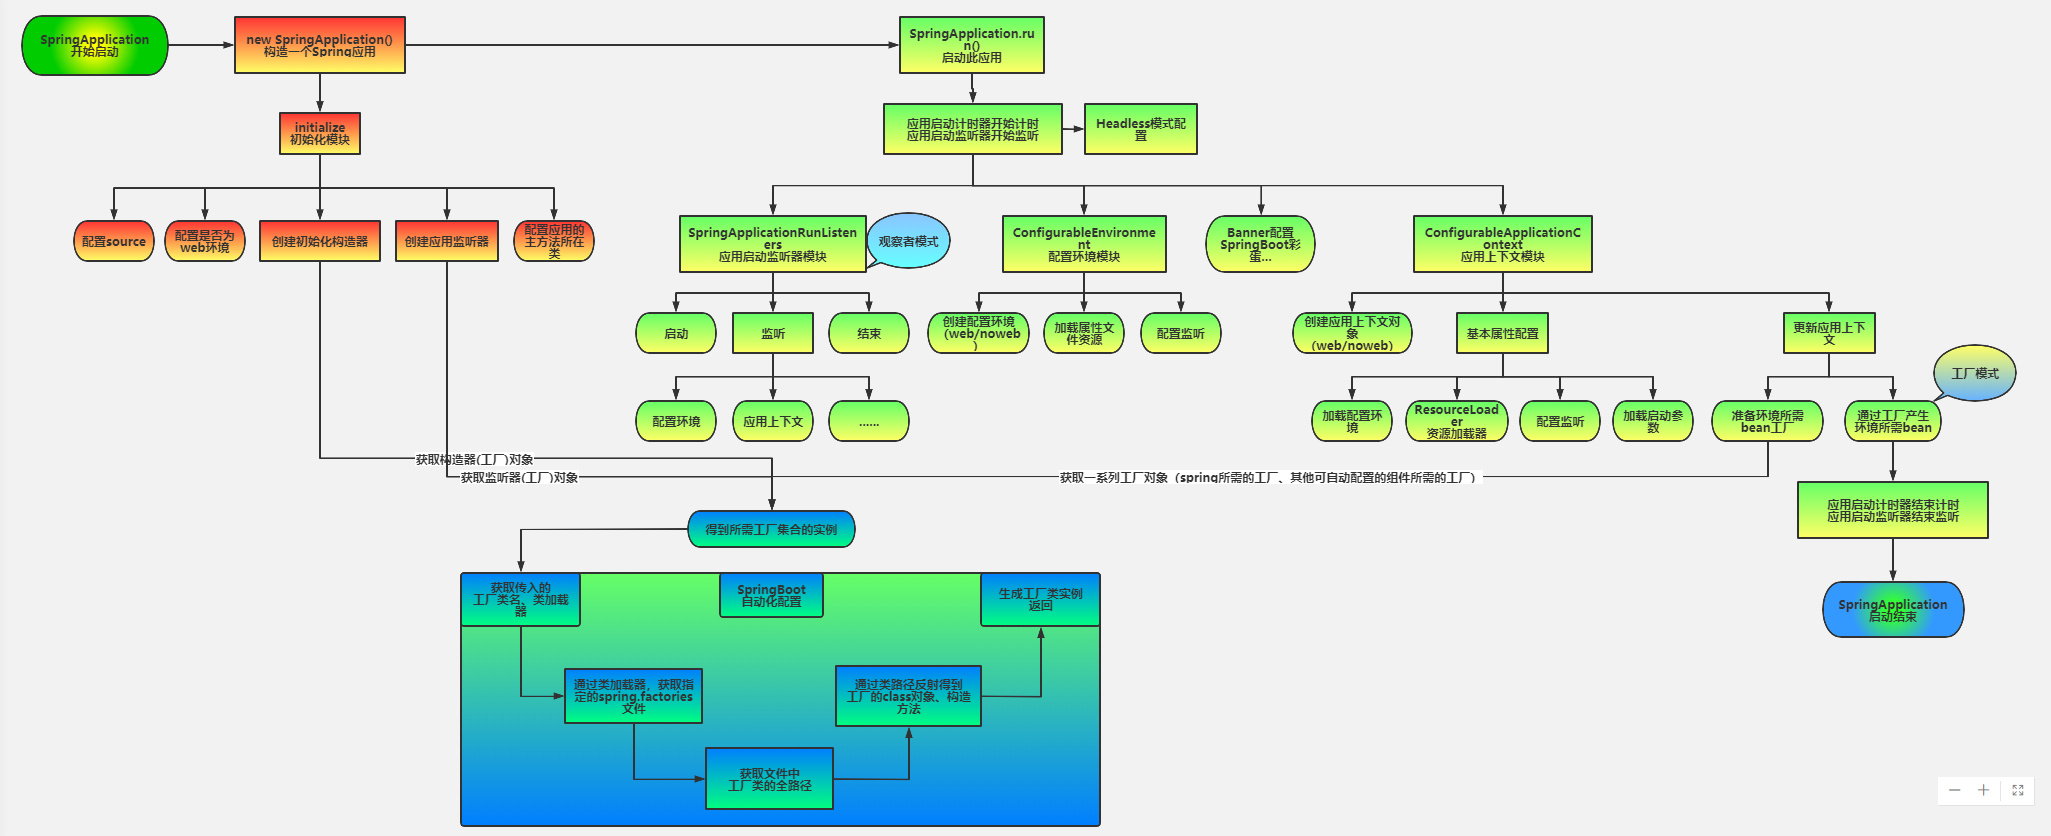 SpringApplication
开始启动
new SpringApplication()
构造一个Spring应用
SpringApplication.ru
n()
启动此应用
initialize
初始化模块
应用启动计时器开始计时
应用启动监听器开始监听
Headless模式配
置
配置source
配置是否为
web环境
创建初始化构造器
创建应用监听器
配置应用的
主方法所在
类
SpringApplicationRunListen
ers
应用启动监听器模块
观察者模式
ConfigurableEnvironme
nt
配置环境模块
Banner配置
SpringBoot彩
蛋...
ConfigurableApplicationC
ontext
应用上下文模块
启动
监听
结束
创建配置环境
（web/noweb
）
加载属性文
件资源
配置监听
创建应用上下文对
象
（web/noweb）
基本属性配置
更新应用上下
文
工厂模式
配置环境
应用上下文
......
加载配置环
境
ResourceLoad
er
资源加载器
配置监听
加载启动参
数
准备环境所需
bean工厂
通过工厂产生
环境所需bean
获取构造器(工厂)对象
获取监听器(工厂)对象
获取一系列工厂对象（spring所需的工厂、其他可自动配置的组件所需的工厂）
得到所需工厂集合的实例
应用启动计时器结束计时
应用启动监听器结束监听
获取传入的
工厂类名、类加载
器
SpringBoot
自动化配置
生成工厂类实例
返回
SpringApplication
启动结束
通过类加载器，获取指
定的spring.factories
文件
通过类路径反射得到
工厂的class对象、构造
方法
获取文件中
工厂类的全路径